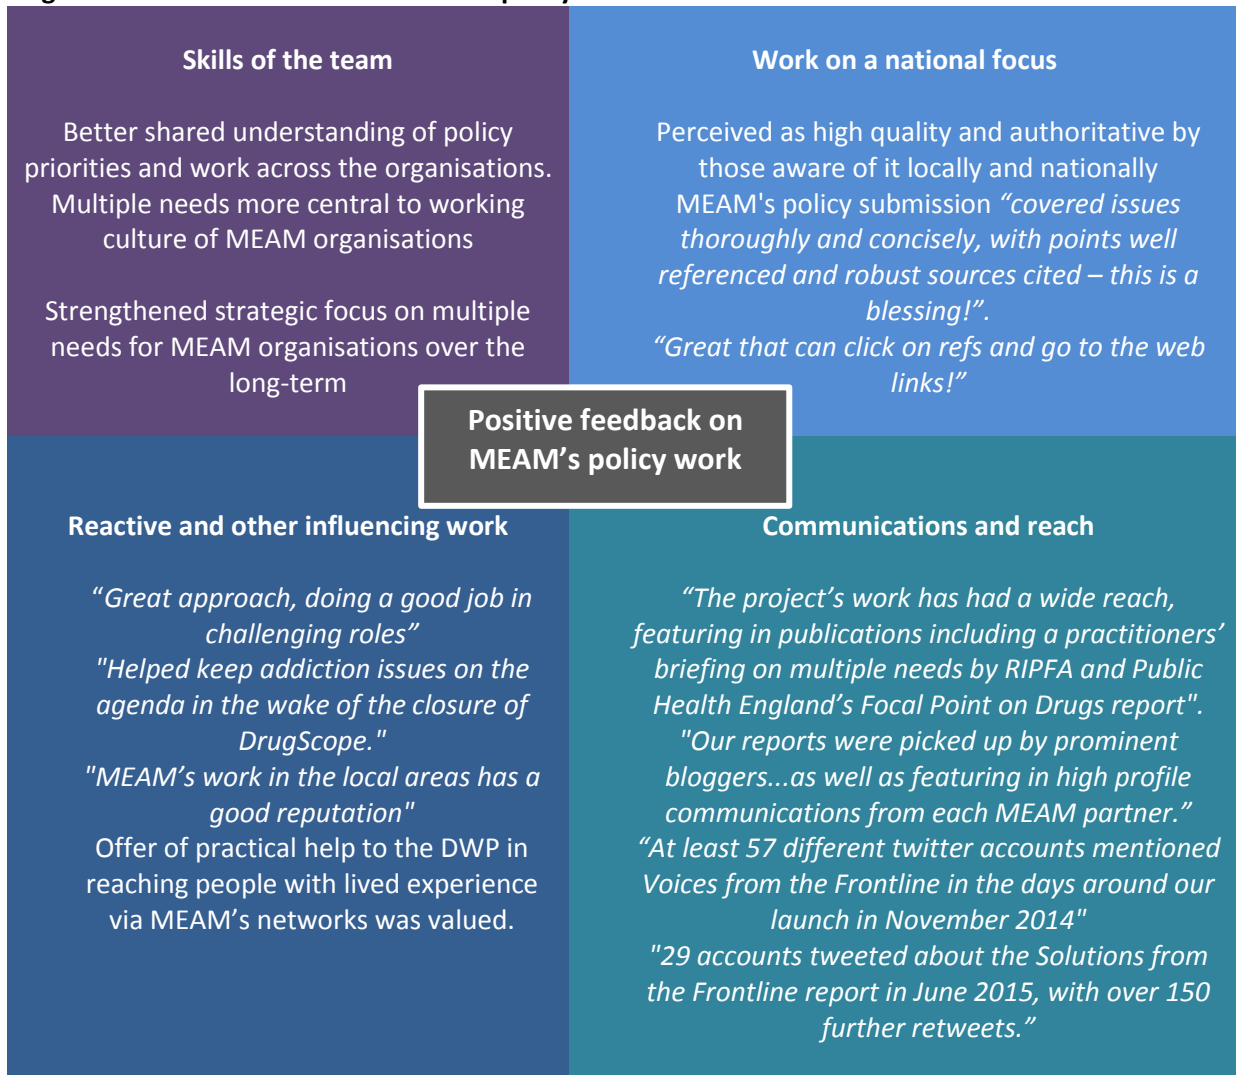 Skills of the team
Better shared understanding of policy
priorities and work across the organisations.
Multiple needs more central to working
culture of MEAM organisations
Strengthened strategic focus on multiple
needs for MEAM organisations over the
long-term
Work on a national focus
Perceived as high quality and authoritative by
those aware of it locally and nationally
MEAM's policy submission “covered issues
thoroughly and concisely, with points well
referenced and robust sources cited – this is a
blessing!”.
“Great that can click on refs and go to the web
links!”
Positive feedback on
MEAM’s policy work
Reactive and other influencing work
“Great approach, doing a good job in
challenging roles”
"Helped keep addiction issues on the
agenda in the wake of the closure of
DrugScope."
"MEAM’s work in the local areas has a
good reputation"
Offer of practical help to the DWP in
reaching people with lived experience
via MEAM’s networks was valued.
Communications and reach
“The project’s work has had a wide reach,
featuring in publications including a practitioners’
briefing on multiple needs by RIPFA and Public
Health England’s Focal Point on Drugs report".
"Our reports were picked up by prominent
bloggers...as well as featuring in high profile
communications from each MEAM partner.”
“At least 57 different twitter accounts mentioned
Voices from the Frontline in the days around our
launch in November 2014"
"29 accounts tweeted about the Solutions from
the Frontline report in June 2015, with over 150
further retweets.”